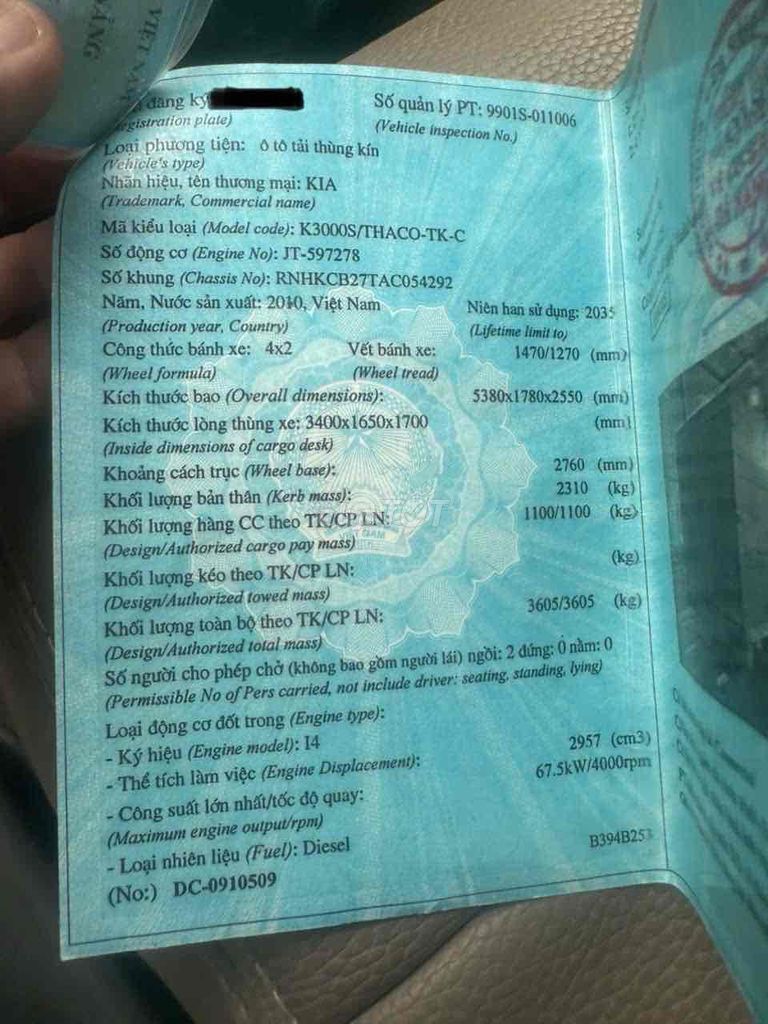 VIỆT NAM
đăng ký
Số quản lý PT: 9901S-011006
(Registration plate)
(Vehicle inspection No.)
Loại phương tiện: ô tô tải thùng kín
(Vehicle's type)
Nhãn hiệu, tên thương mại: KIA
(Trademark, Commercial name)
Mã kiểu loại (Model code): K3000S/THACO-TK-C
Số động cơ (Engine No): JT-597278
Số khung (Chassis No): RNHKCB27TAC054292
Năm, Nước sản xuất: 2010, Việt Nam
Niên hạn sử dụng: 2035
(Production year, Country)
(Lifetime limit to)
Công thức bánh xe: 4x2 Vết bánh xe: 1470/1270 (mm)
(Wheel formula) (Wheel tread)
Kích thước bao (Overall dimensions): 5380x1780x2550 (mm)
Kích thước lòng thùng xe: 3400x1650x1700 (mm)
(Inside dimensions of cargo desk)
Khoảng cách trục (Wheel base): 2760 (mm)
Khối lượng bản thân (Kerb mass): 2310 (kg)
Khối lượng hàng CC theo TK/CP LN: 1100/1100 (kg)
(Design/Authorized cargo pay mass)
Khối lượng kéo theo TK/CP LN: (kg)
(Design/Authorized towed mass)
Khối lượng toàn bộ theo TK/CP LN: 3605/3605 (kg)
(Design/Authorized total mass)
Số người cho phép chở (không bao gồm người lái) ngồi: 2 đứng: 0 nằm: 0
(Permissible No of Pers carried, not include driver: seating, standing, lying)
Loại động cơ đốt trong (Engine type):
- Ký hiệu (Engine model): I4
- Thể tích làm việc (Engine Displacement): 2957 (cm3)
- Công suất lớn nhất/tốc độ quay: 67.5kW/4000rpm
(Maximum engine output/rpm)
- Loại nhiên liệu (Fuel): Diesel
B394B253
(No:) DC-0910509